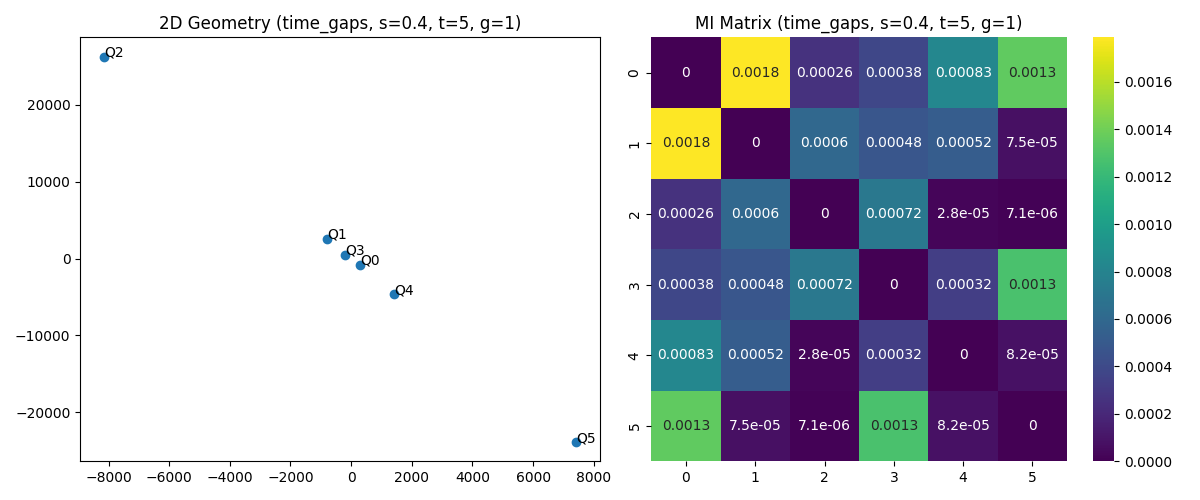 2D Geometry (time_gaps, s=0.4, t=5, g=1)
Q2
20000
10000
Q1
Q3
0
Q0
Q4
−10000
−20000
Q5
−8000 −6000 −4000 −2000 0 2000 4000 6000 8000
MI Matrix (time_gaps, s=0.4, t=5, g=1)
0 0 0.0018 0.00026 0.00038 0.00083 0.0013
1 0.0018 0 0.0006 0.00048 0.00052 7.5e-05
2 0.00026 0.0006 0 0.00072 2.8e-05 7.1e-06
3 0.00038 0.00048 0.00072 0 0.00032 0.0013
4 0.00083 0.00052 2.8e-05 0.00032 0 8.2e-05
5 0.0013 7.5e-05 7.1e-06 0.0013 8.2e-05 0
0 1 2 3 4 5
0.0016
0.0014
0.0012
0.0010
0.0008
0.0006
0.0004
0.0002
0.0000